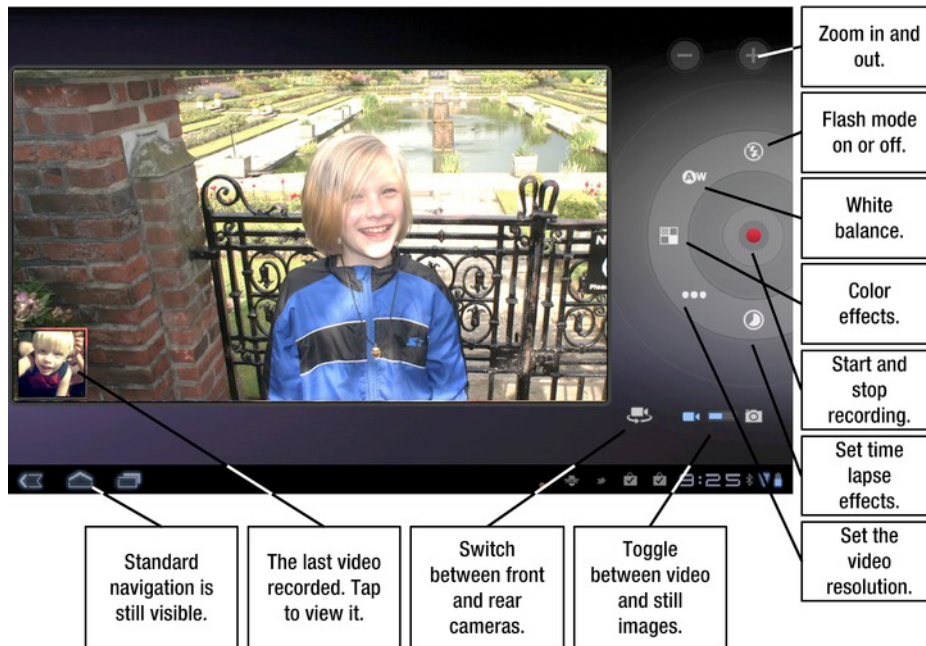 Zoom in and
out.
Flash mode
on or off.
AW
White
balance.
Color
effects.
Start and
stop
recording.
Set time
lapse
effects.
Set the
video
resolution.
9:25
Standard
navigation is
still visible.
The last video
recorded. Tap
to view it.
Switch
between front
and rear
cameras.
Toggle
between video
and still
images.